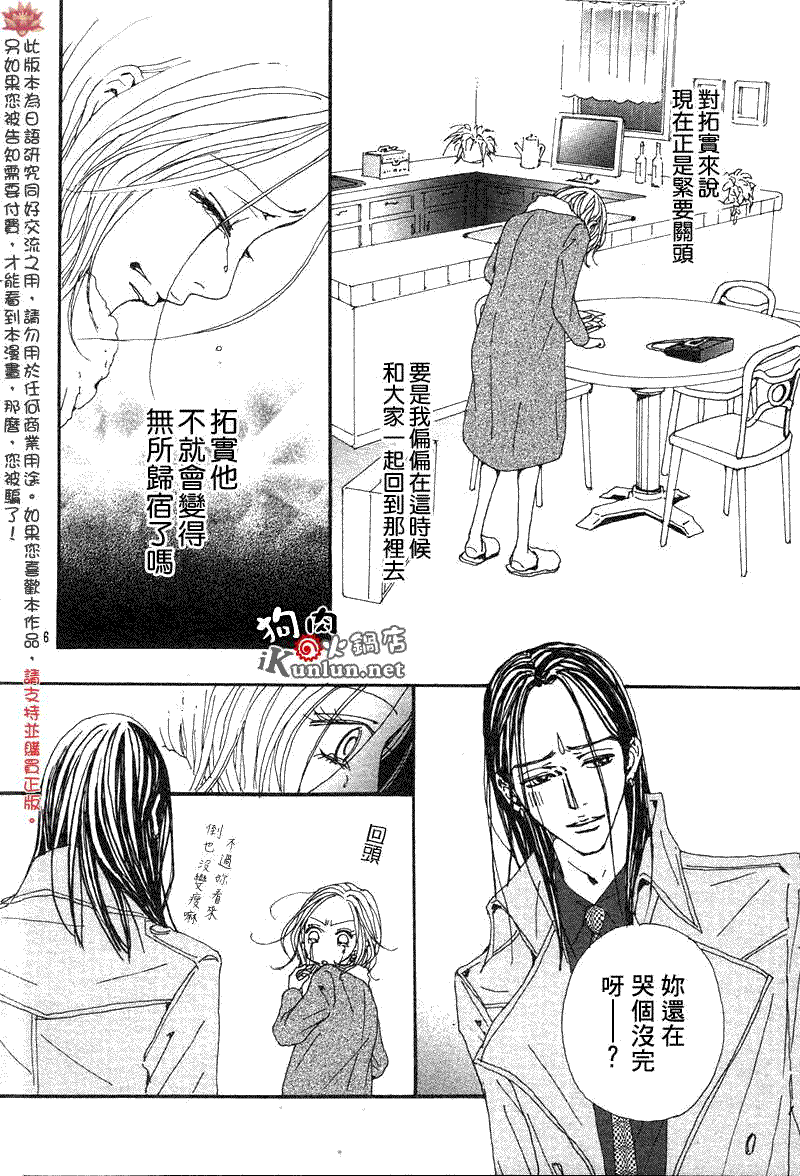 對拓實來說
現在正是緊要關頭
要是我偏偏在這時候
和大家一起回到那裡去
拓實他
不就會變得
無所歸宿了嗎
妳還在
哭個沒完
呀——?
回頭
不過妳看來
倒也沒變瘦嘛
此版本為日語研究同好交流之用，請勿用於任何商業用途。如果您喜歡本作品，請支持並購買正版。
另如果您被告知需要付費，才能看到本漫畫，那麼，您被騙了！
6
狗肉火鍋店
iKunlun.net